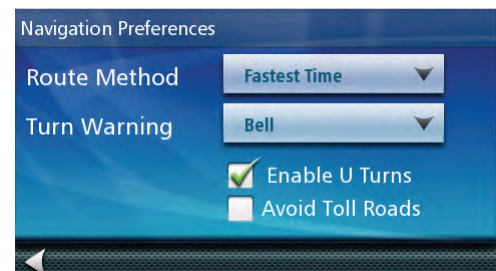 Navigation Preferences
Route Method Fastest Time
Turn Warning Bell
Enable U Turns
Avoid Toll Roads